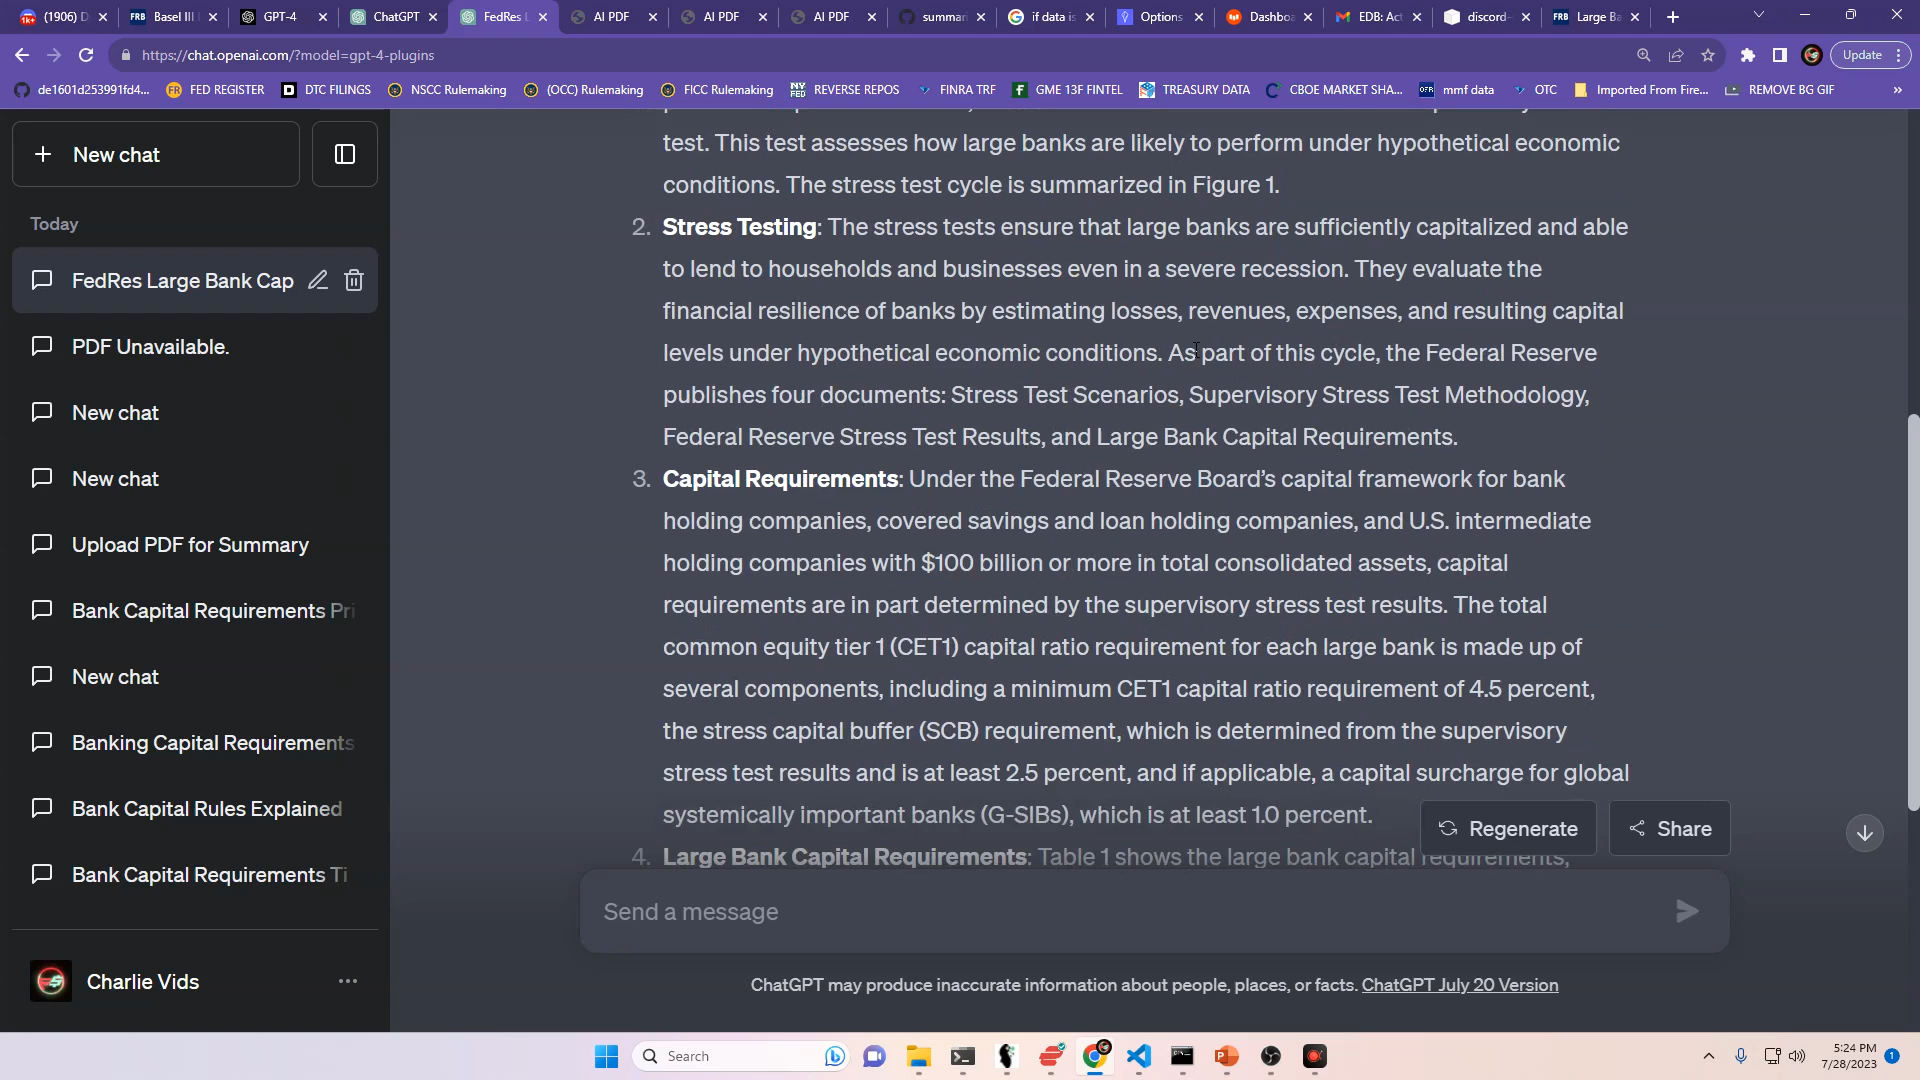 (1906) D
Basel III
GPT-4
ChatGPT
FedRes L
AI PDF
AI PDF
AI PDF
summari
if data is
Options
Dashboa
EDB: Act
discord-
Large Ba
https://chat.openai.com/?model=gpt-4-plugins
Update
de1601d253991fd4...
FED REGISTER
DTC FILINGS
NSCC Rulemaking
(OCC) Rulemaking
FICC Rulemaking
REVERSE REPOS
FINRA TRF
GME 13F FINTEL
TREASURY DATA
CBOE MARKET SHA...
mmf data
OTC
Imported From Fire...
REMOVE BG GIF
»
New chat
Today
FedRes Large Bank Cap
PDF Unavailable.
New chat
New chat
Upload PDF for Summary
Bank Capital Requirements Pri
New chat
Banking Capital Requirements
Bank Capital Rules Explained
Bank Capital Requirements Ti
Charlie Vids
test. This test assesses how large banks are likely to perform under hypothetical economic
conditions. The stress test cycle is summarized in Figure 1.
2. Stress Testing: The stress tests ensure that large banks are sufficiently capitalized and able
to lend to households and businesses even in a severe recession. They evaluate the
financial resilience of banks by estimating losses, revenues, expenses, and resulting capital
levels under hypothetical economic conditions. As part of this cycle, the Federal Reserve
publishes four documents: Stress Test Scenarios, Supervisory Stress Test Methodology,
Federal Reserve Stress Test Results, and Large Bank Capital Requirements.
3. Capital Requirements: Under the Federal Reserve Board’s capital framework for bank
holding companies, covered savings and loan holding companies, and U.S. intermediate
holding companies with $100 billion or more in total consolidated assets, capital
requirements are in part determined by the supervisory stress test results. The total
common equity tier 1 (CET1) capital ratio requirement for each large bank is made up of
several components, including a minimum CET1 capital ratio requirement of 4.5 percent,
the stress capital buffer (SCB) requirement, which is determined from the supervisory
stress test results and is at least 2.5 percent, and if applicable, a capital surcharge for global
systemically important banks (G-SIBs), which is at least 1.0 percent.
4. Large Bank Capital Requirements: Table 1 shows the large bank capital requirements,
Regenerate
Share
Send a message
ChatGPT may produce inaccurate information about people, places, or facts. ChatGPT July 20 Version
Search
5:24 PM
7/28/2023
1